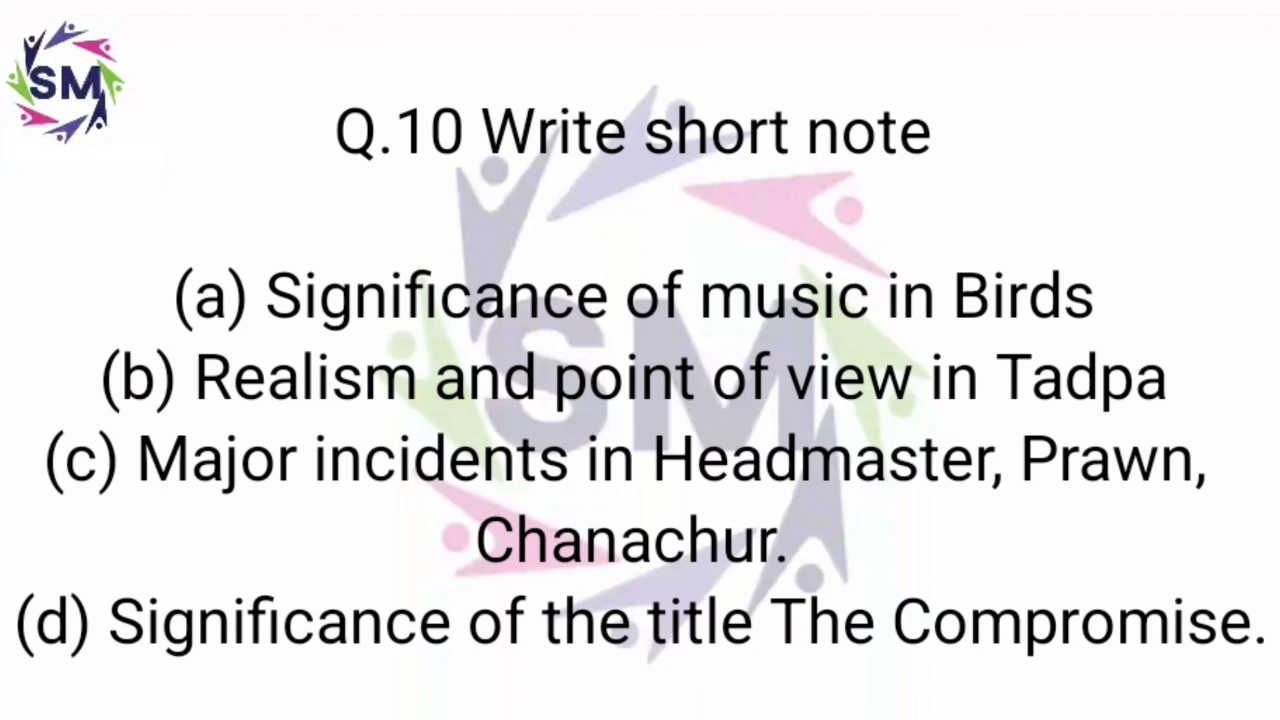 SM
Q.10 Write short note
(a) Significance of music in Birds
(b) Realism and point of view in Tadpa
(c) Major incidents in Headmaster, Prawn,
Chanachur.
(d) Significance of the title The Compromise.
SM